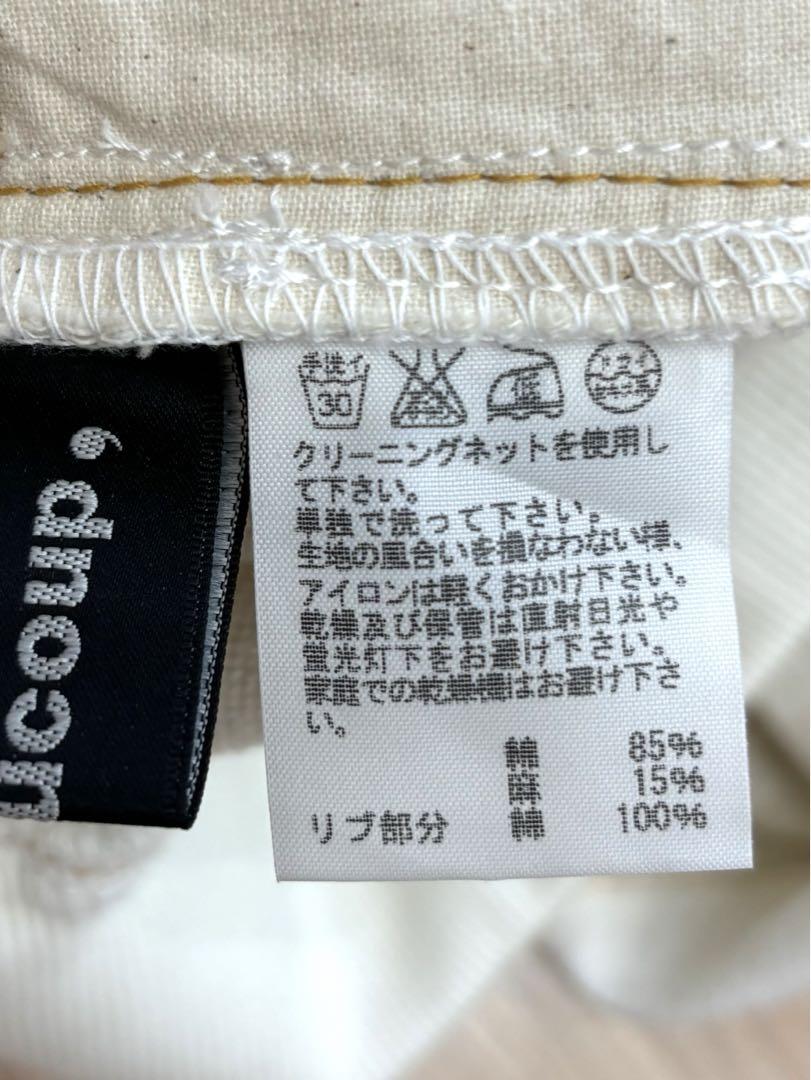 手洗イ
30
低
クリーニングネットを使用し
て下さい。
単独で洗って下さい。
生地の風合いを損なわない様、
アイロンは軽くおかけ下さい。
乾燥及び保管は直射日光や
蛍光灯下をお避け下さい。
家庭での乾燥機はお避け下さ
い。
綿 85%
麻 15%
リブ部分 綿 100%
ucoup,